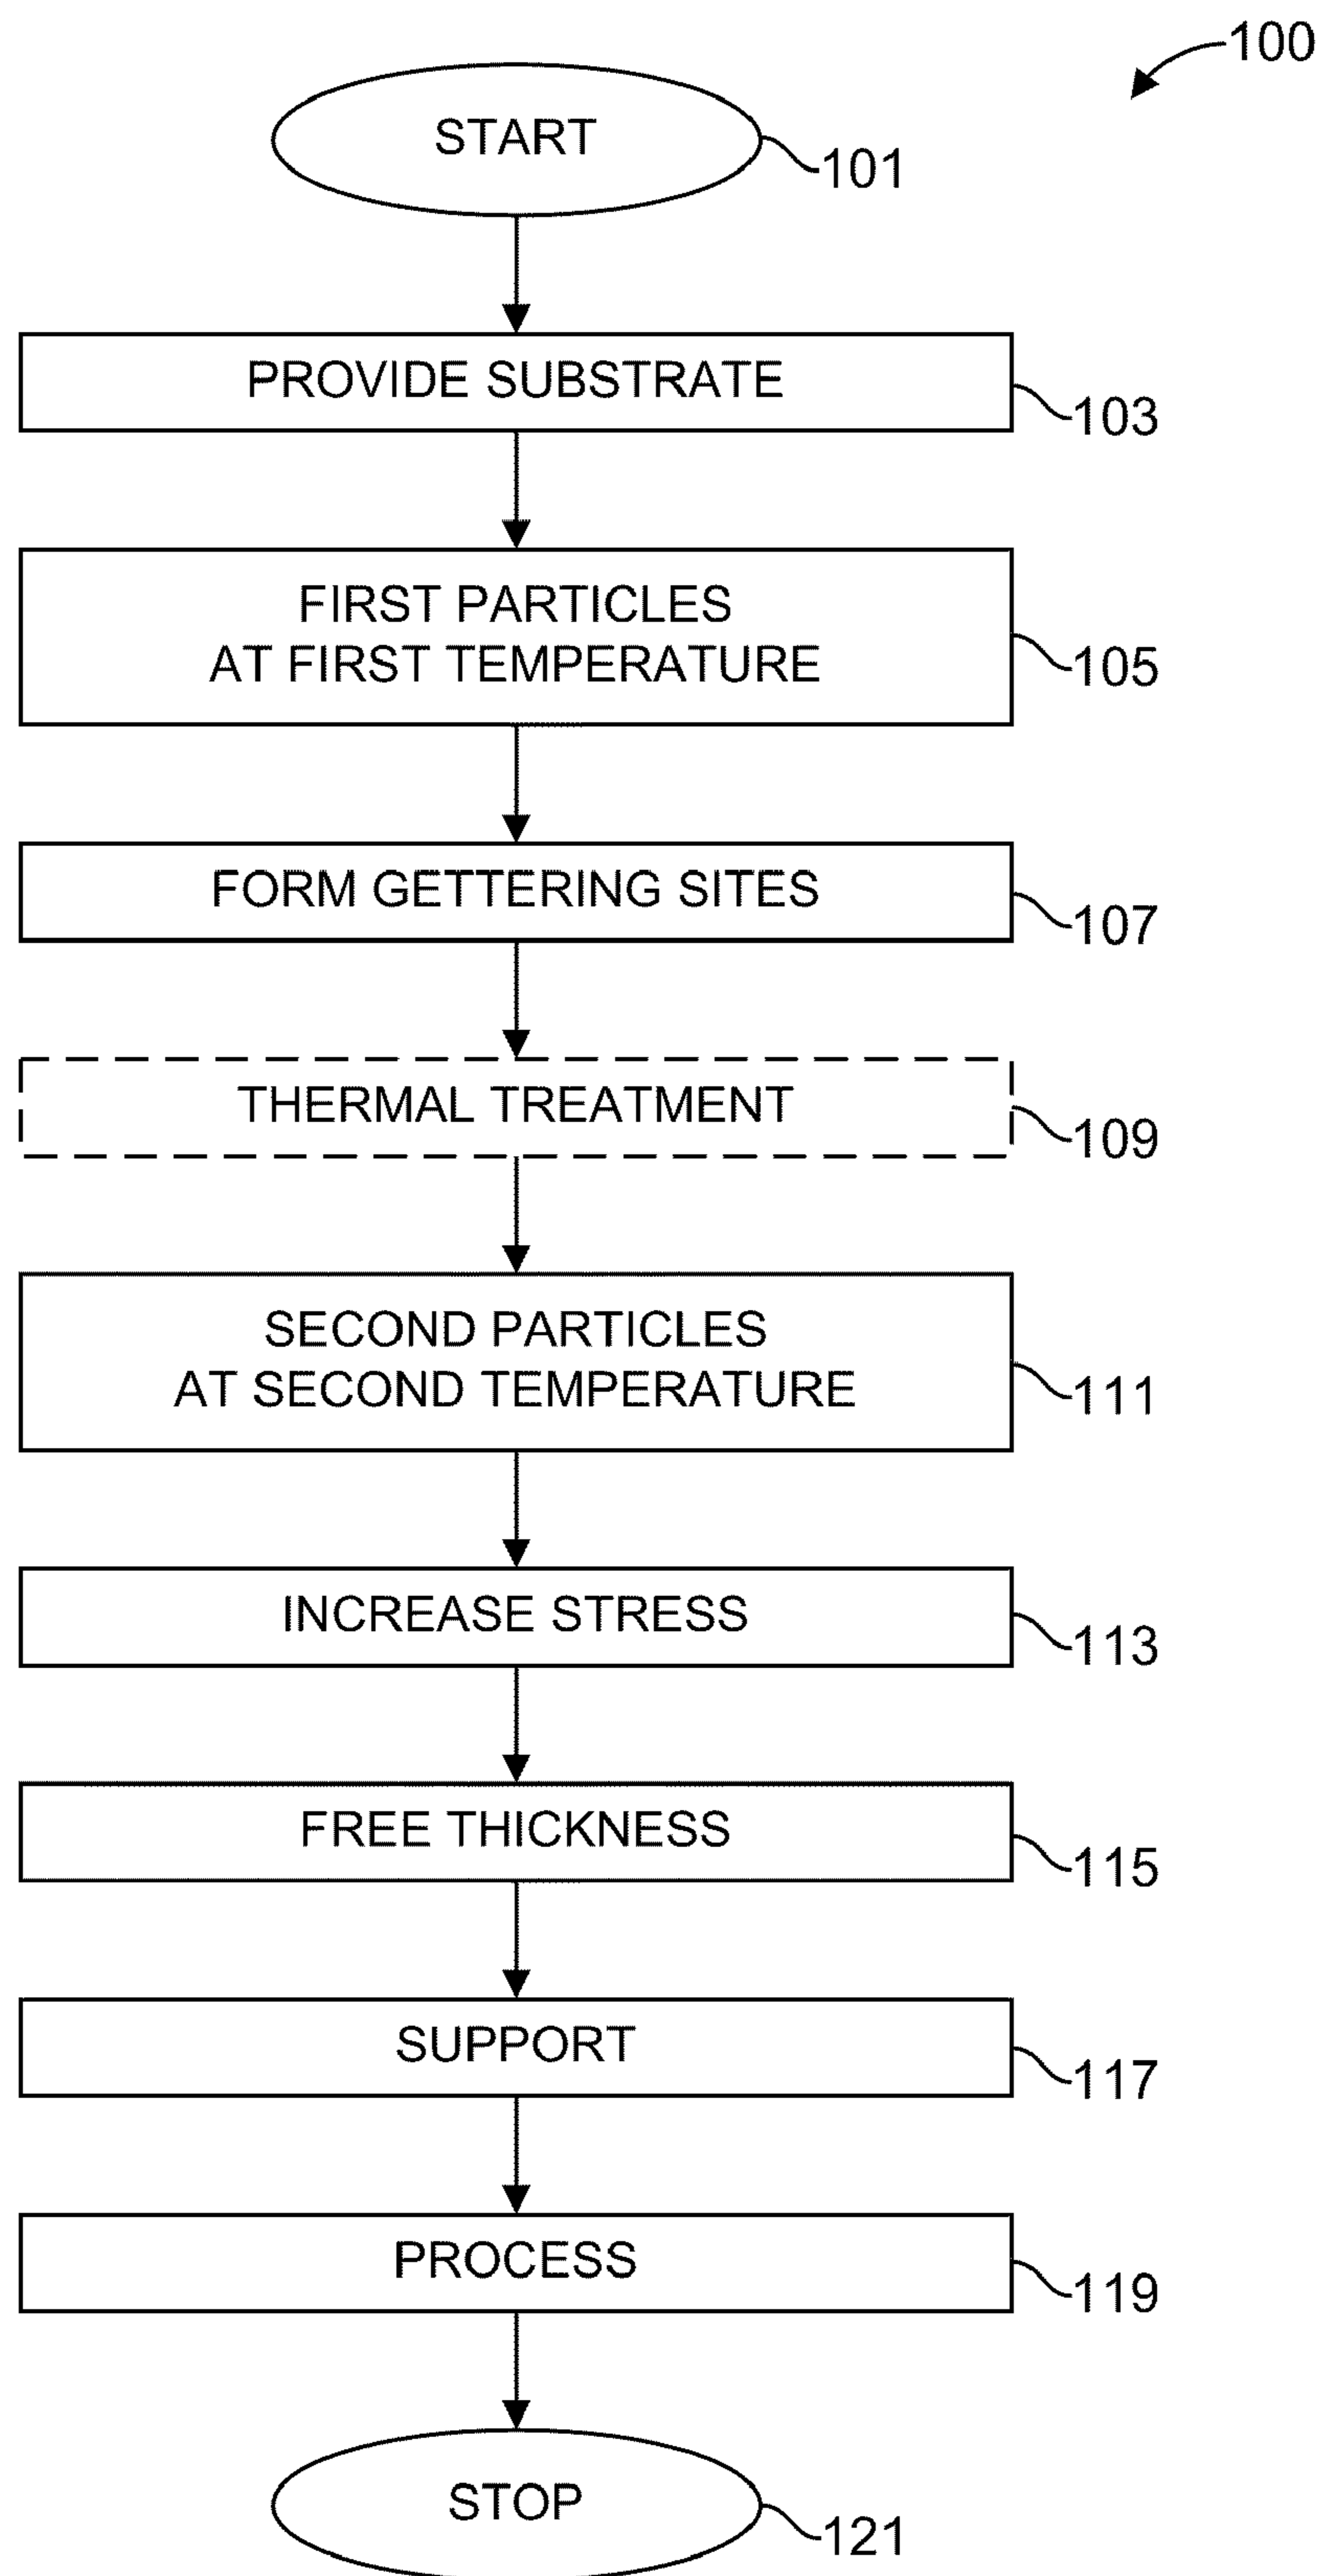 100
START
101
PROVIDE SUBSTRATE
103
FIRST PARTICLES
AT FIRST TEMPERATURE
105
FORM GETTERING SITES
107
THERMAL TREATMENT
109
SECOND PARTICLES
AT SECOND TEMPERATURE
111
INCREASE STRESS
113
FREE THICKNESS
115
SUPPORT
117
PROCESS
119
STOP
121